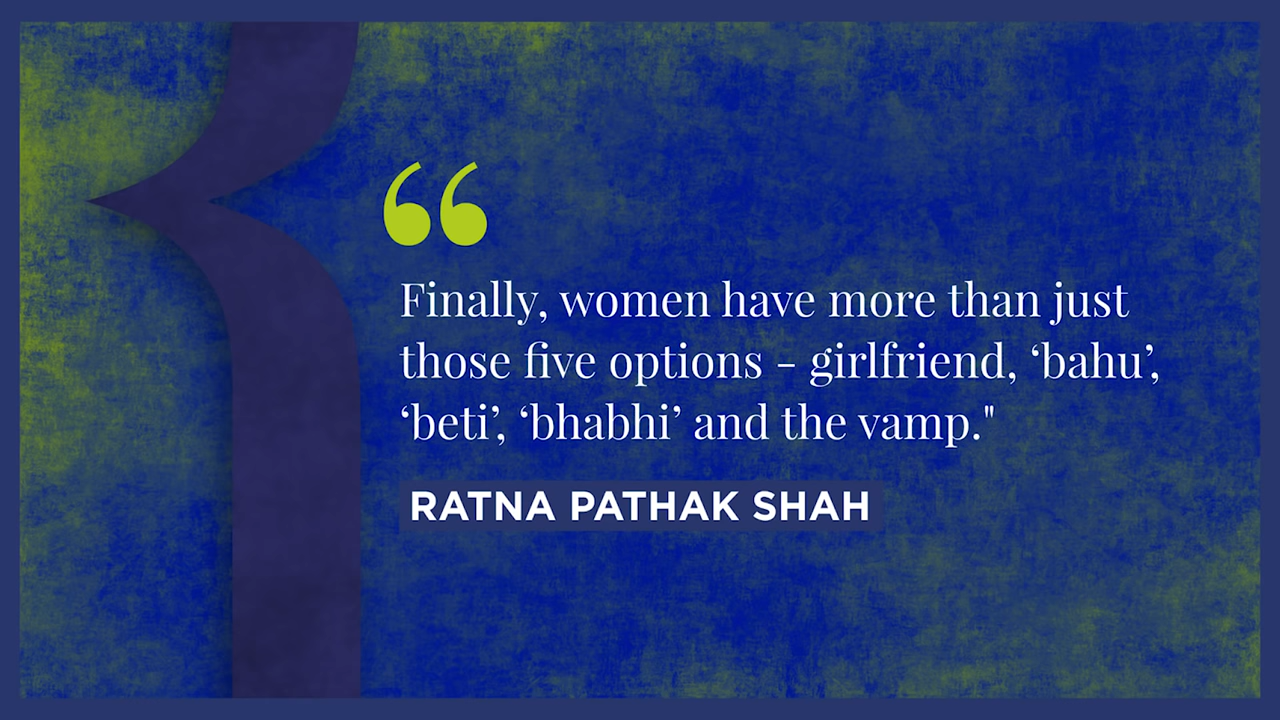 “
Finally, women have more than just
those five options – girlfriend, ‘bahu’,
‘beti’, ‘bhabhi’ and the vamp."
RATNA PATHAK SHAH